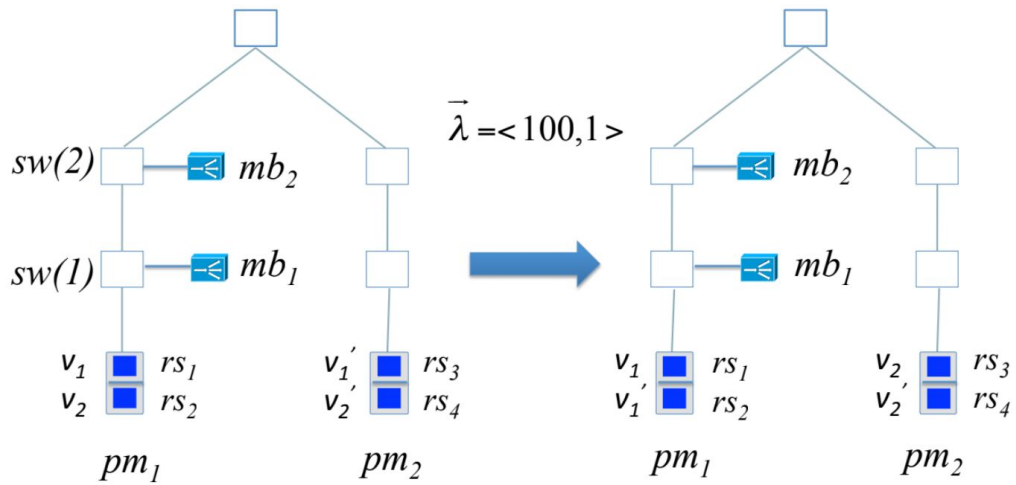 λ⃗ =<100,1>
sw(2) mb₂ mb₂
sw(1) mb₁ mb₁
v₁ rs₁ v₁′ rs₃ v₁ rs₁ v₂ rs₃
v₂ rs₂ v₂′ rs₄ v₁′ rs₂ v₂′ rs₄
pm₁ pm₂ pm₁ pm₂